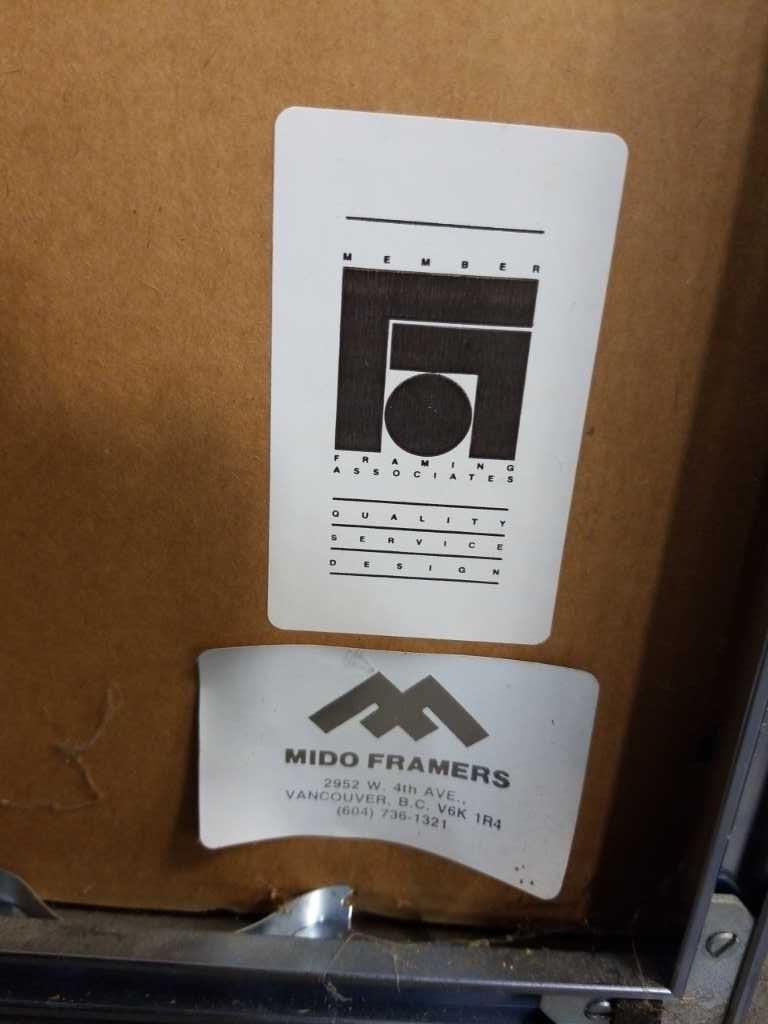 MEMBER
FRAMING
ASSOCIATES
QUALITY
SERVICE
DESIGN
MIDO FRAMERS
2952 W. 4th AVE.,
VANCOUVER, B.C. V6K 1R4
(604) 736-1321